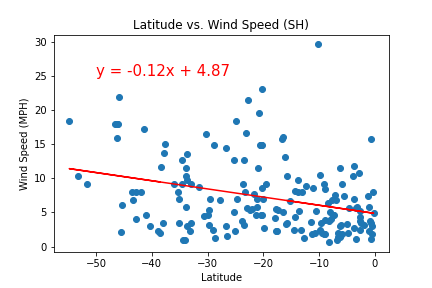 Latitude vs. Wind Speed (SH)
30
y = -0.12x + 4.87
25
20
15
10
5
0
Wind Speed (MPH)
−50 −40 −30 −20 −10 0
Latitude